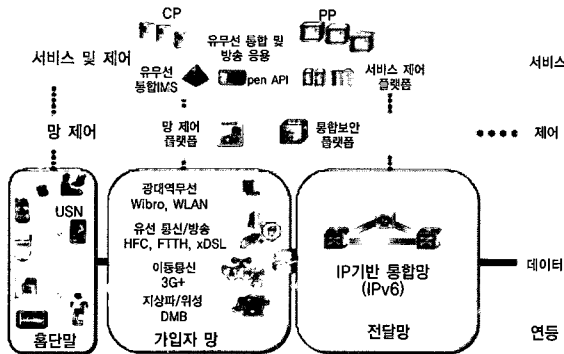 CP
PP
유무선 통합 및
방송 응용
서비스 및 제어
서비스
유무선
통합IMS
pen API
서비스 제어
플랫폼
망 제어
망 제어
플랫폼
통합보안
플랫폼
제어
USN
광대역무선
Wibro, WLAN
유선 통신/방송
HFC, FTTH, xDSL
이동통신
3G+
지상파/위성
DMB
IP기반 통합망
(IPv6)
데이터
홈단말
가입자 망
전달망
연동